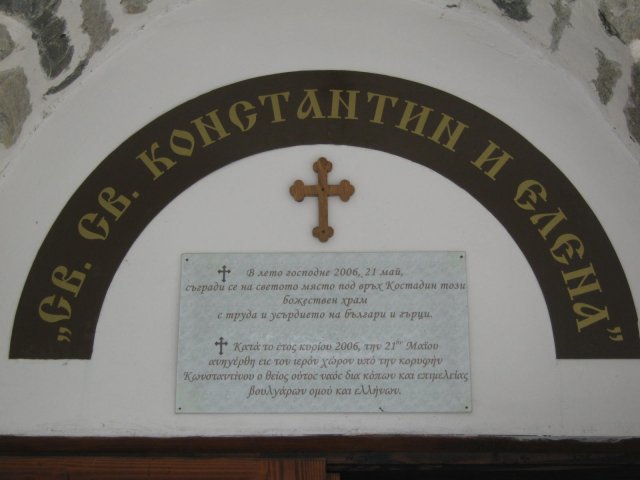 „СВ. СВ. КОНСТАНТИН И ЕЛЕНА”
В лето господне 2006, 21 май,
съгради се на светото място под връх Костадин този
божествен храм
с труда и усърдието на българи и гърци.
Κατά το έτος κυρίου 2006, την 21ην Μαΐου
ανηγέρθη εις τον ιερόν χώρον υπό την κορυφήν
Κωνσταντίνου ο θείος ούτος ναός δια κόπων και επιμελείας
βουλγάρων ομού και ελλήνων.